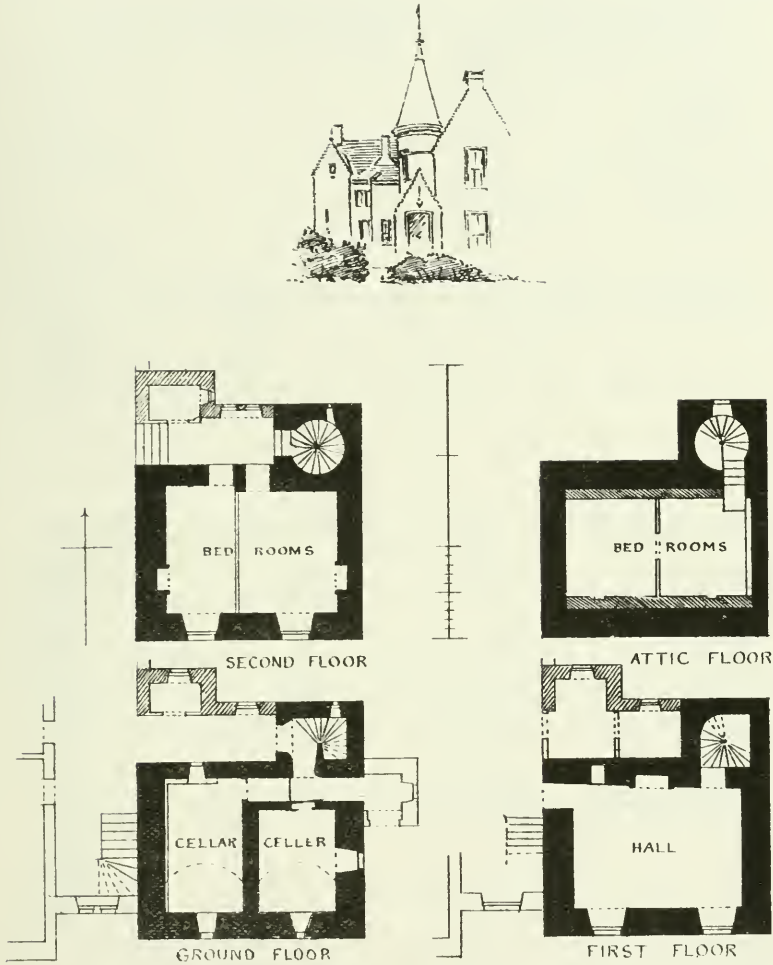 BED ROOMS
SECOND FLOOR
BED ROOMS
ATTIC FLOOR
CELLAR CELLER
GROUND FLOOR
HALL
FIRST FLOOR